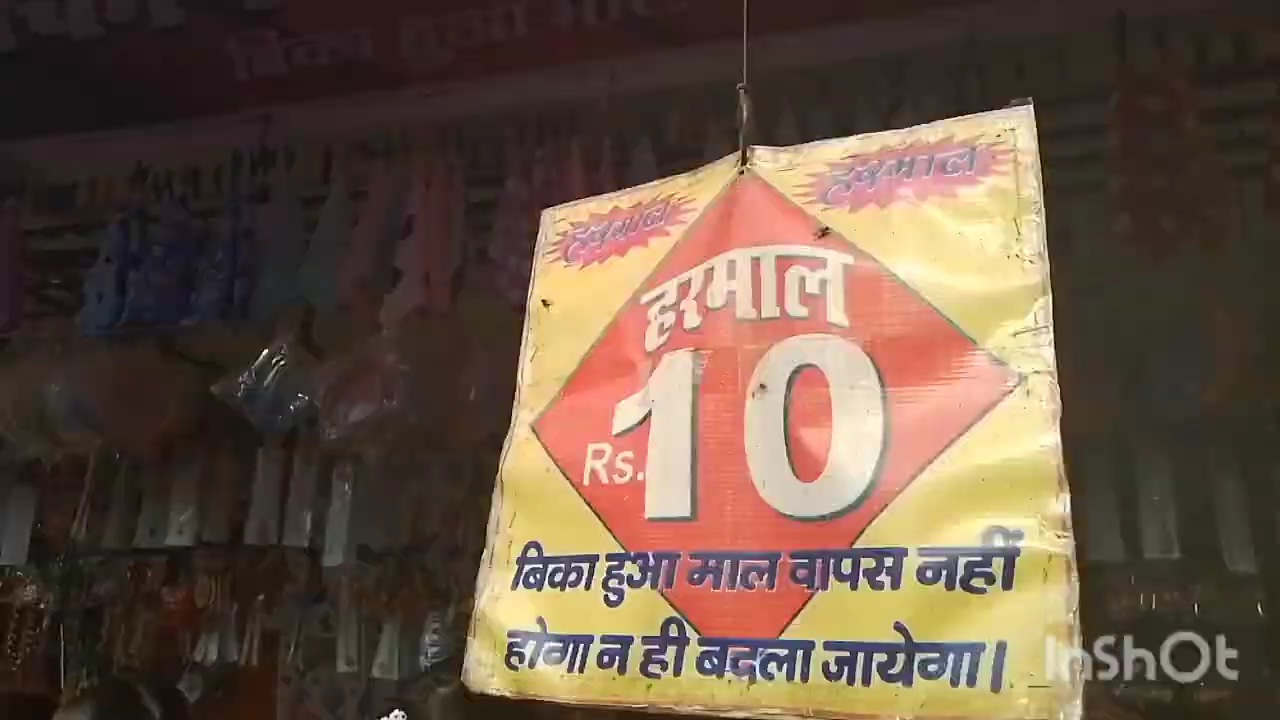 बिका हुआ माल
हरमाल
हरमाल
हरमाल
Rs. 10
बिका हुआ माल वापस नहीं
होगा न ही बदला जायेगा।
InShOt